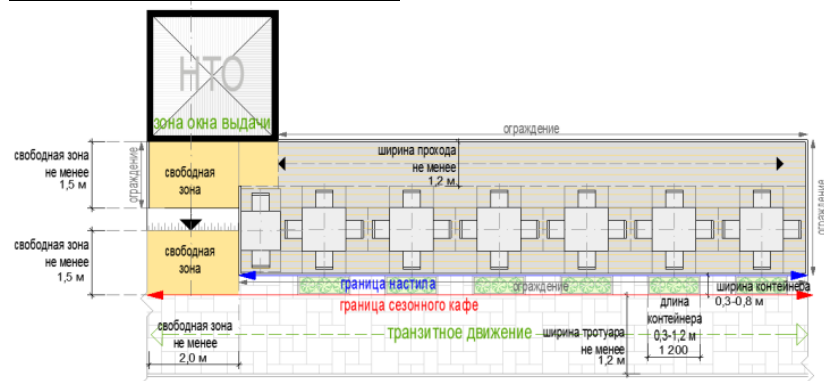 НТО
зона окна выдачи
ограждение
свободная зона
не менее
1,5 м
ограждение
свободная
зона
ширина прохода
не менее
1,2 м
ограждение
свободная зона
не менее
1,5 м
свободная
зона
граница настила
ограждение
ширина контейнера
0,3-0,8 м
граница сезонного кафе
свободная зона
не менее
2,0 м
транзитное движение
ширина тротуара
не менее
1,2 м
длина
контейнера
0,3-1,2 м
1 200